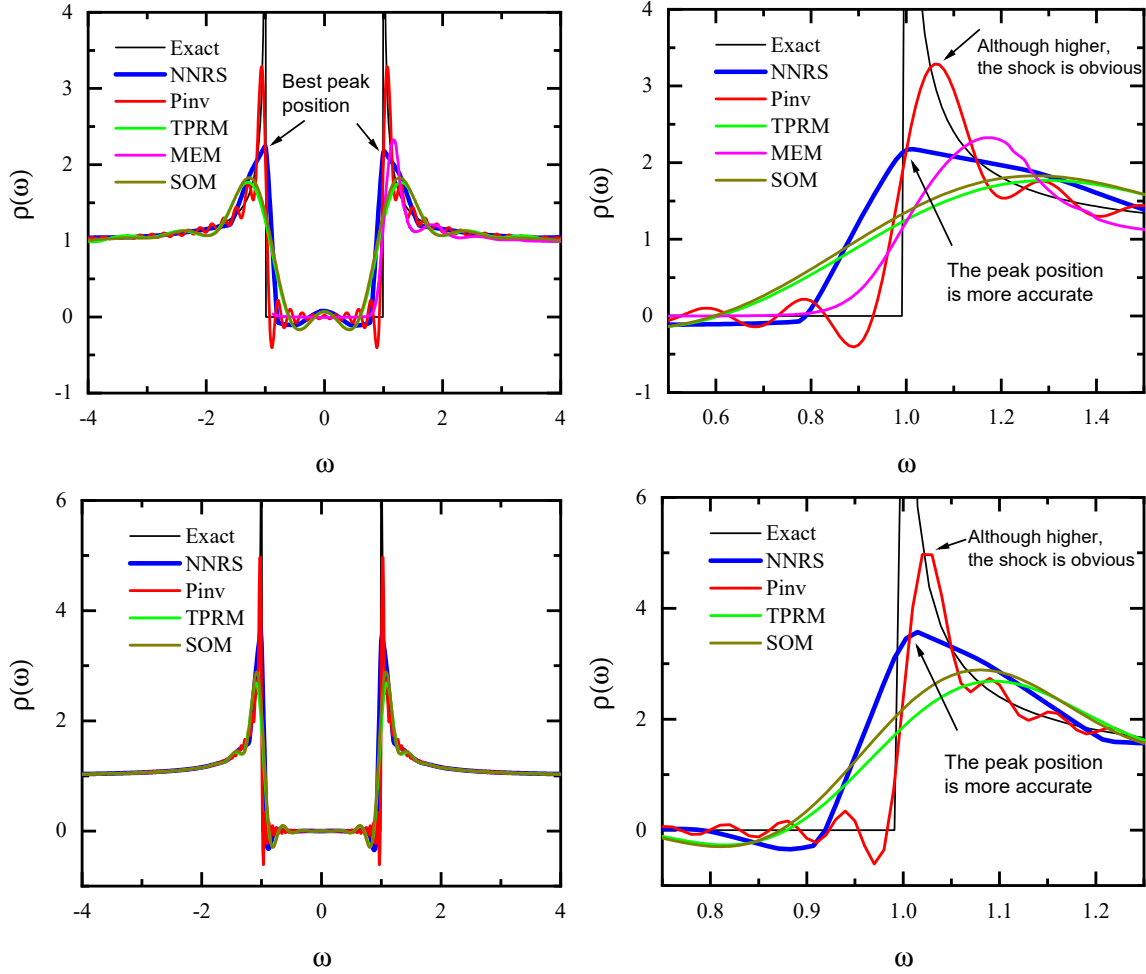 4
3
2
1
0
-1
ρ(ω)
Exact
NNRS
Pinv
TPRM
MEM
SOM
Best peak
position
-4
-2
0
2
4
ω
4
3
2
1
0
-1
ρ(ω)
Exact
NNRS
Pinv
TPRM
MEM
SOM
Although higher,
the shock is obvious
The peak position
is more accurate
0.6
0.8
1.0
1.2
1.4
ω
6
4
2
0
ρ(ω)
Exact
NNRS
Pinv
TPRM
SOM
-4
-2
0
2
4
ω
6
4
2
0
ρ(ω)
Exact
NNRS
Pinv
TPRM
SOM
Although higher,
the shock is obvious
The peak position
is more accurate
0.8
0.9
1.0
1.1
1.2
ω